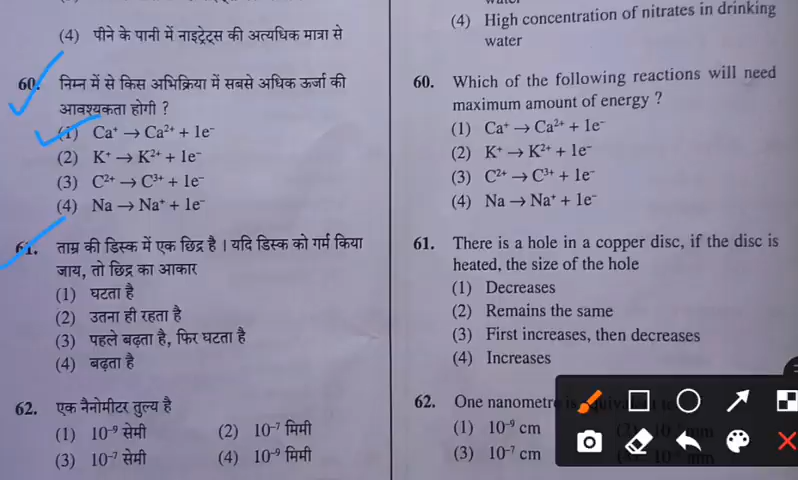 (4) पीने के पानी में नाइट्रेट्स की अत्यधिक मात्रा से
60. निम्न में से किस अभिक्रिया में सबसे अधिक ऊर्जा की
आवश्यकता होगी ?
(1) Ca⁺ → Ca²⁺ + 1e⁻
(2) K⁺ → K²⁺ + 1e⁻
(3) C²⁺ → C³⁺ + 1e⁻
(4) Na → Na⁺ + 1e⁻
61. ताम्र की डिस्क में एक छिद्र है । यदि डिस्क को गर्म किया
जाय, तो छिद्र का आकार
(1) घटता है
(2) उतना ही रहता है
(3) पहले बढ़ता है, फिर घटता है
(4) बढ़ता है
62. एक नैनोमीटर तुल्य है
(1) 10⁻⁹ सेमी (2) 10⁻⁷ मिमी
(3) 10⁻⁷ सेमी (4) 10⁻⁹ मिमी
water
(4) High concentration of nitrates in drinking
water
60. Which of the following reactions will need
maximum amount of energy ?
(1) Ca⁺ → Ca²⁺ + 1e⁻
(2) K⁺ → K²⁺ + 1e⁻
(3) C²⁺ → C³⁺ + 1e⁻
(4) Na → Na⁺ + 1e⁻
61. There is a hole in a copper disc, if the disc is
heated, the size of the hole
(1) Decreases
(2) Remains the same
(3) First increases, then decreases
(4) Increases
62. One nanometre is
(1) 10⁻⁹ cm
(3) 10⁻⁷ cm